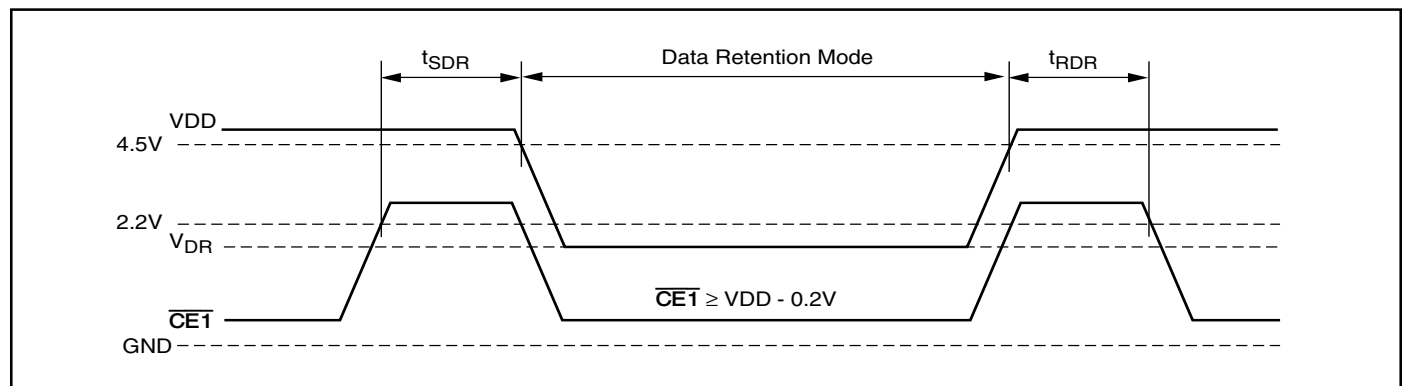 tSDR Data Retention Mode tRDR
VDD
4.5V
2.2V
VDR
CE1 ≥ VDD - 0.2V
CE1
GND